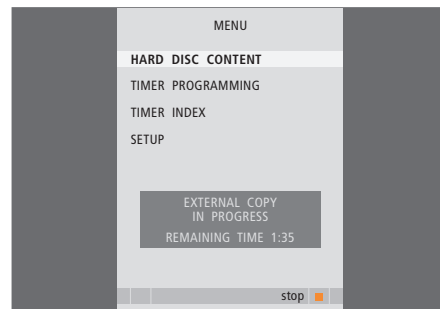 MENU
HARD DISC CONTENT
TIMER PROGRAMMING
TIMER INDEX
SETUP
EXTERNAL COPY
IN PROGRESS
REMAINING TIME 1:35
stop